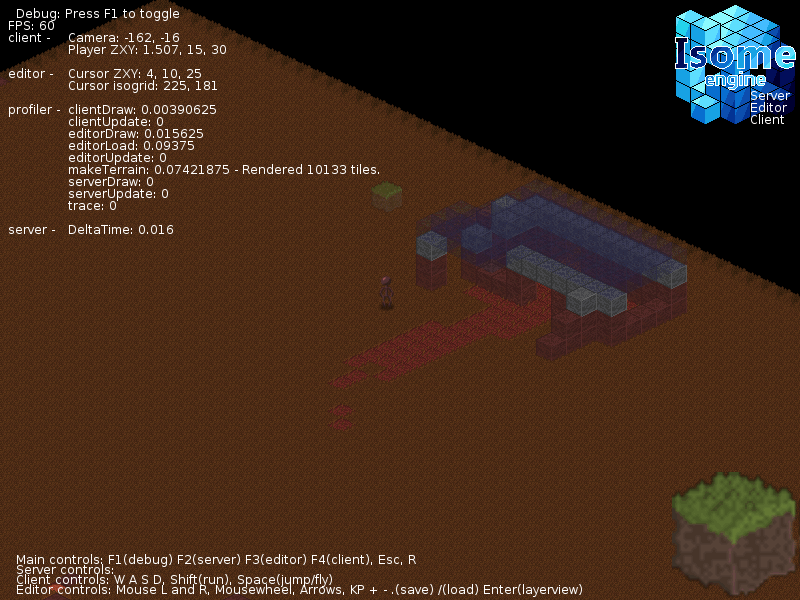 Debug: Press F1 to toggle
FPS: 60
client - Camera: -162, -16
Player ZXY: 1.507, 15, 30
editor - Cursor ZXY: 4, 10, 25
Cursor isogrid: 225, 181
profiler - clientDraw: 0.00390625
clientUpdate: 0
editorDraw: 0.015625
editorLoad: 0.09375
editorUpdate: 0
makeTerrain: 0.07421875 - Rendered 10133 tiles.
serverDraw: 0
serverUpdate: 0
trace: 0
server - DeltaTime: 0.016
Isome
engine
Server
Editor
Client
Main controls: F1(debug) F2(server) F3(editor) F4(client), Esc, R
Server controls:
Client controls: W A S D, Shift(run), Space(jump/fly)
Editor controls: Mouse L and R, Mousewheel, Arrows, KP + - .(save) /(load) Enter(layerview)